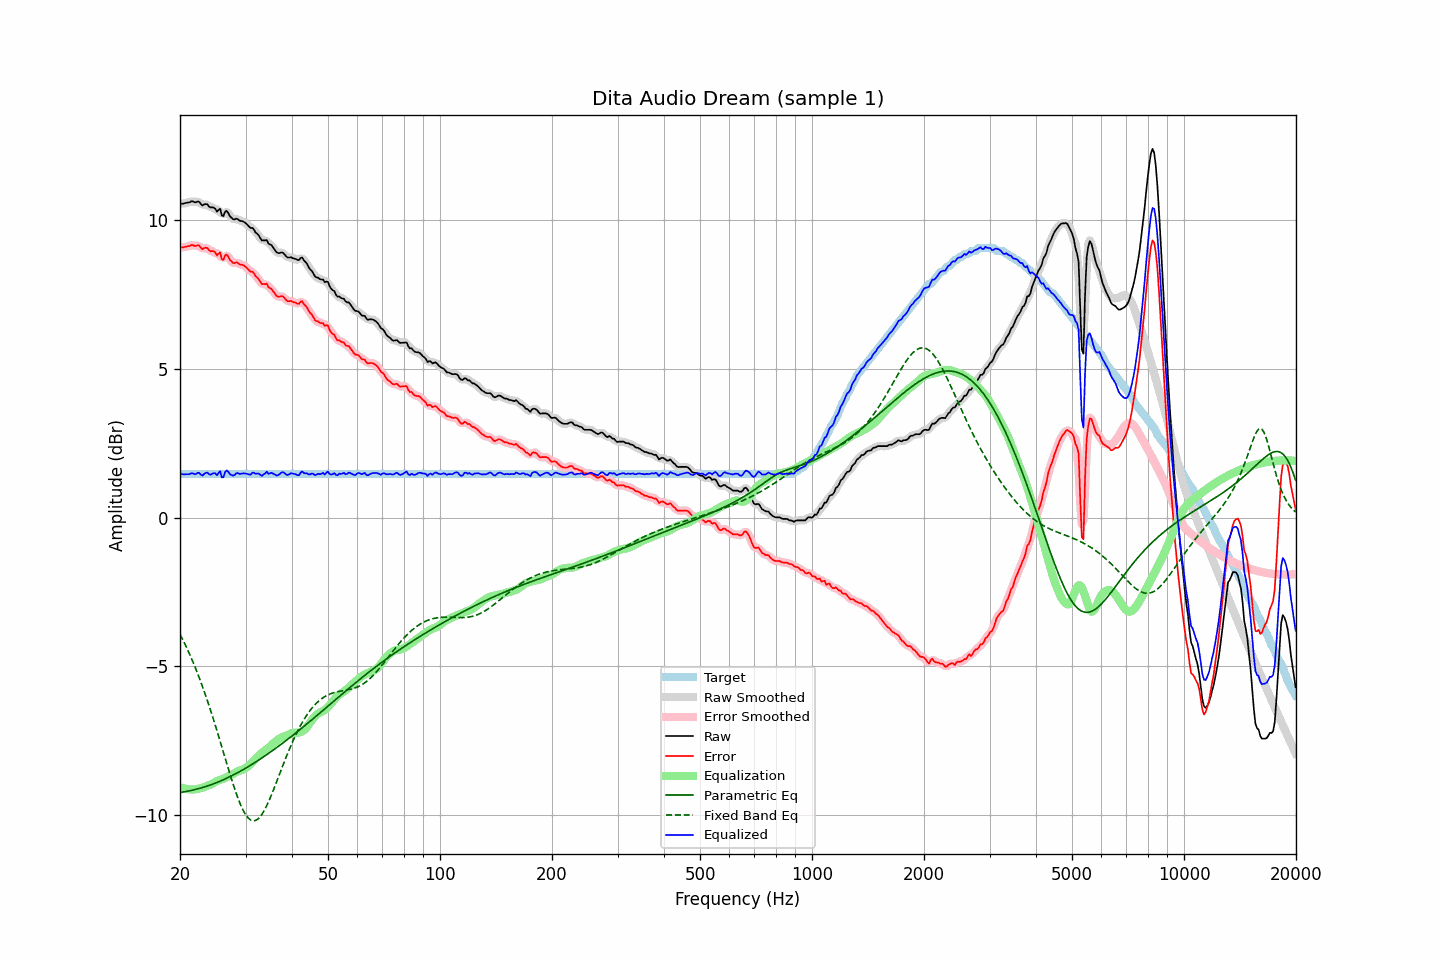 Dita Audio Dream (sample 1)
Amplitude (dBr)
10
5
0
−5
−10
Target
Raw Smoothed
Error Smoothed
Raw
Error
Equalization
Parametric Eq
Fixed Band Eq
Equalized
20 50 100 200 500 1000 2000 5000 10000 20000
Frequency (Hz)